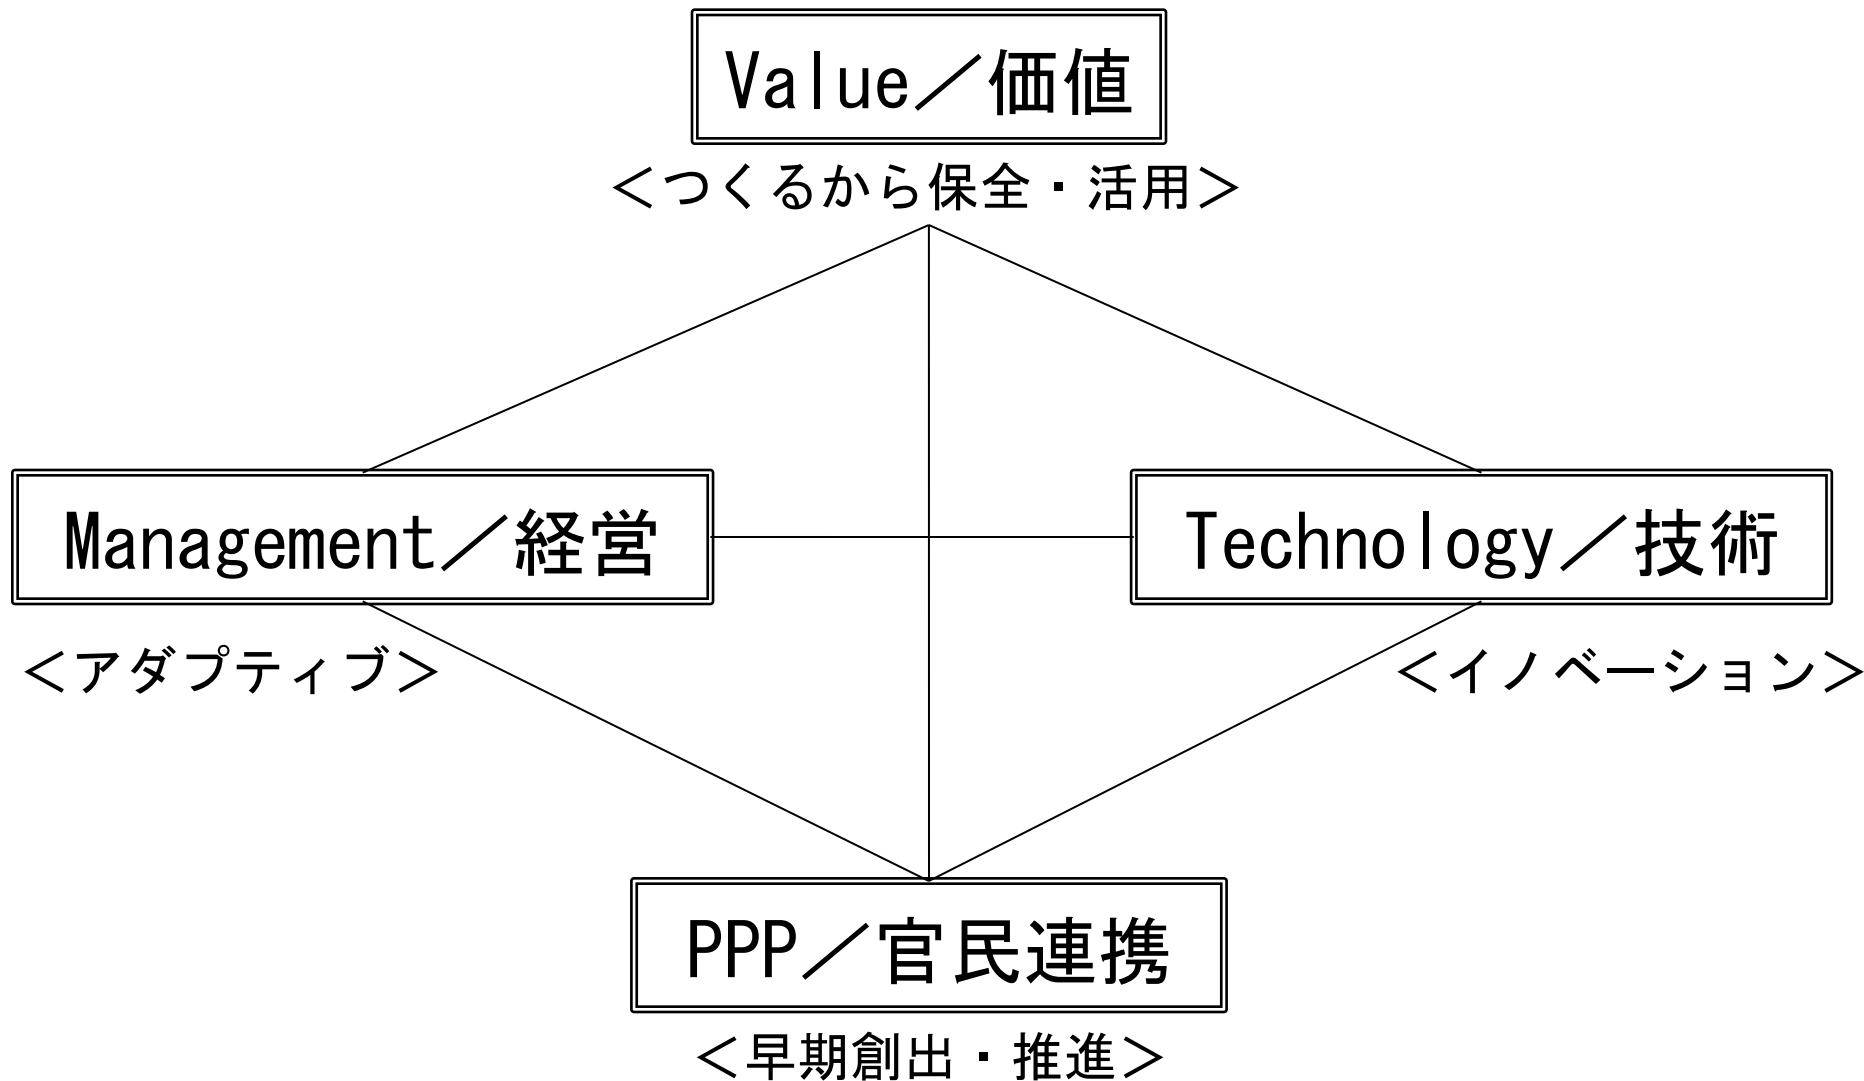 Value／価値
＜つくるから保全・活用＞
Management／経営
Technology／技術
＜アダプティブ＞
＜イノベーション＞
PPP／官民連携
＜早期創出・推進＞